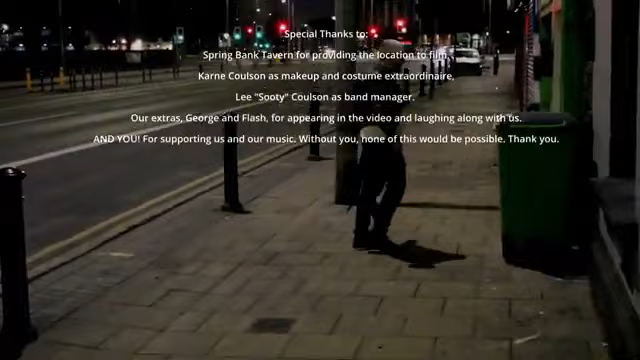 Special Thanks to:
Spring Bank Tavern for providing the location to film,
Karne Coulson as makeup and costume extraordinaire,
Lee "Sooty" Coulson as band manager.
Our extras, George and Flash, for appearing in the video and laughing along with us.
AND YOU! For supporting us and our music. Without you, none of this would be possible. Thank you.